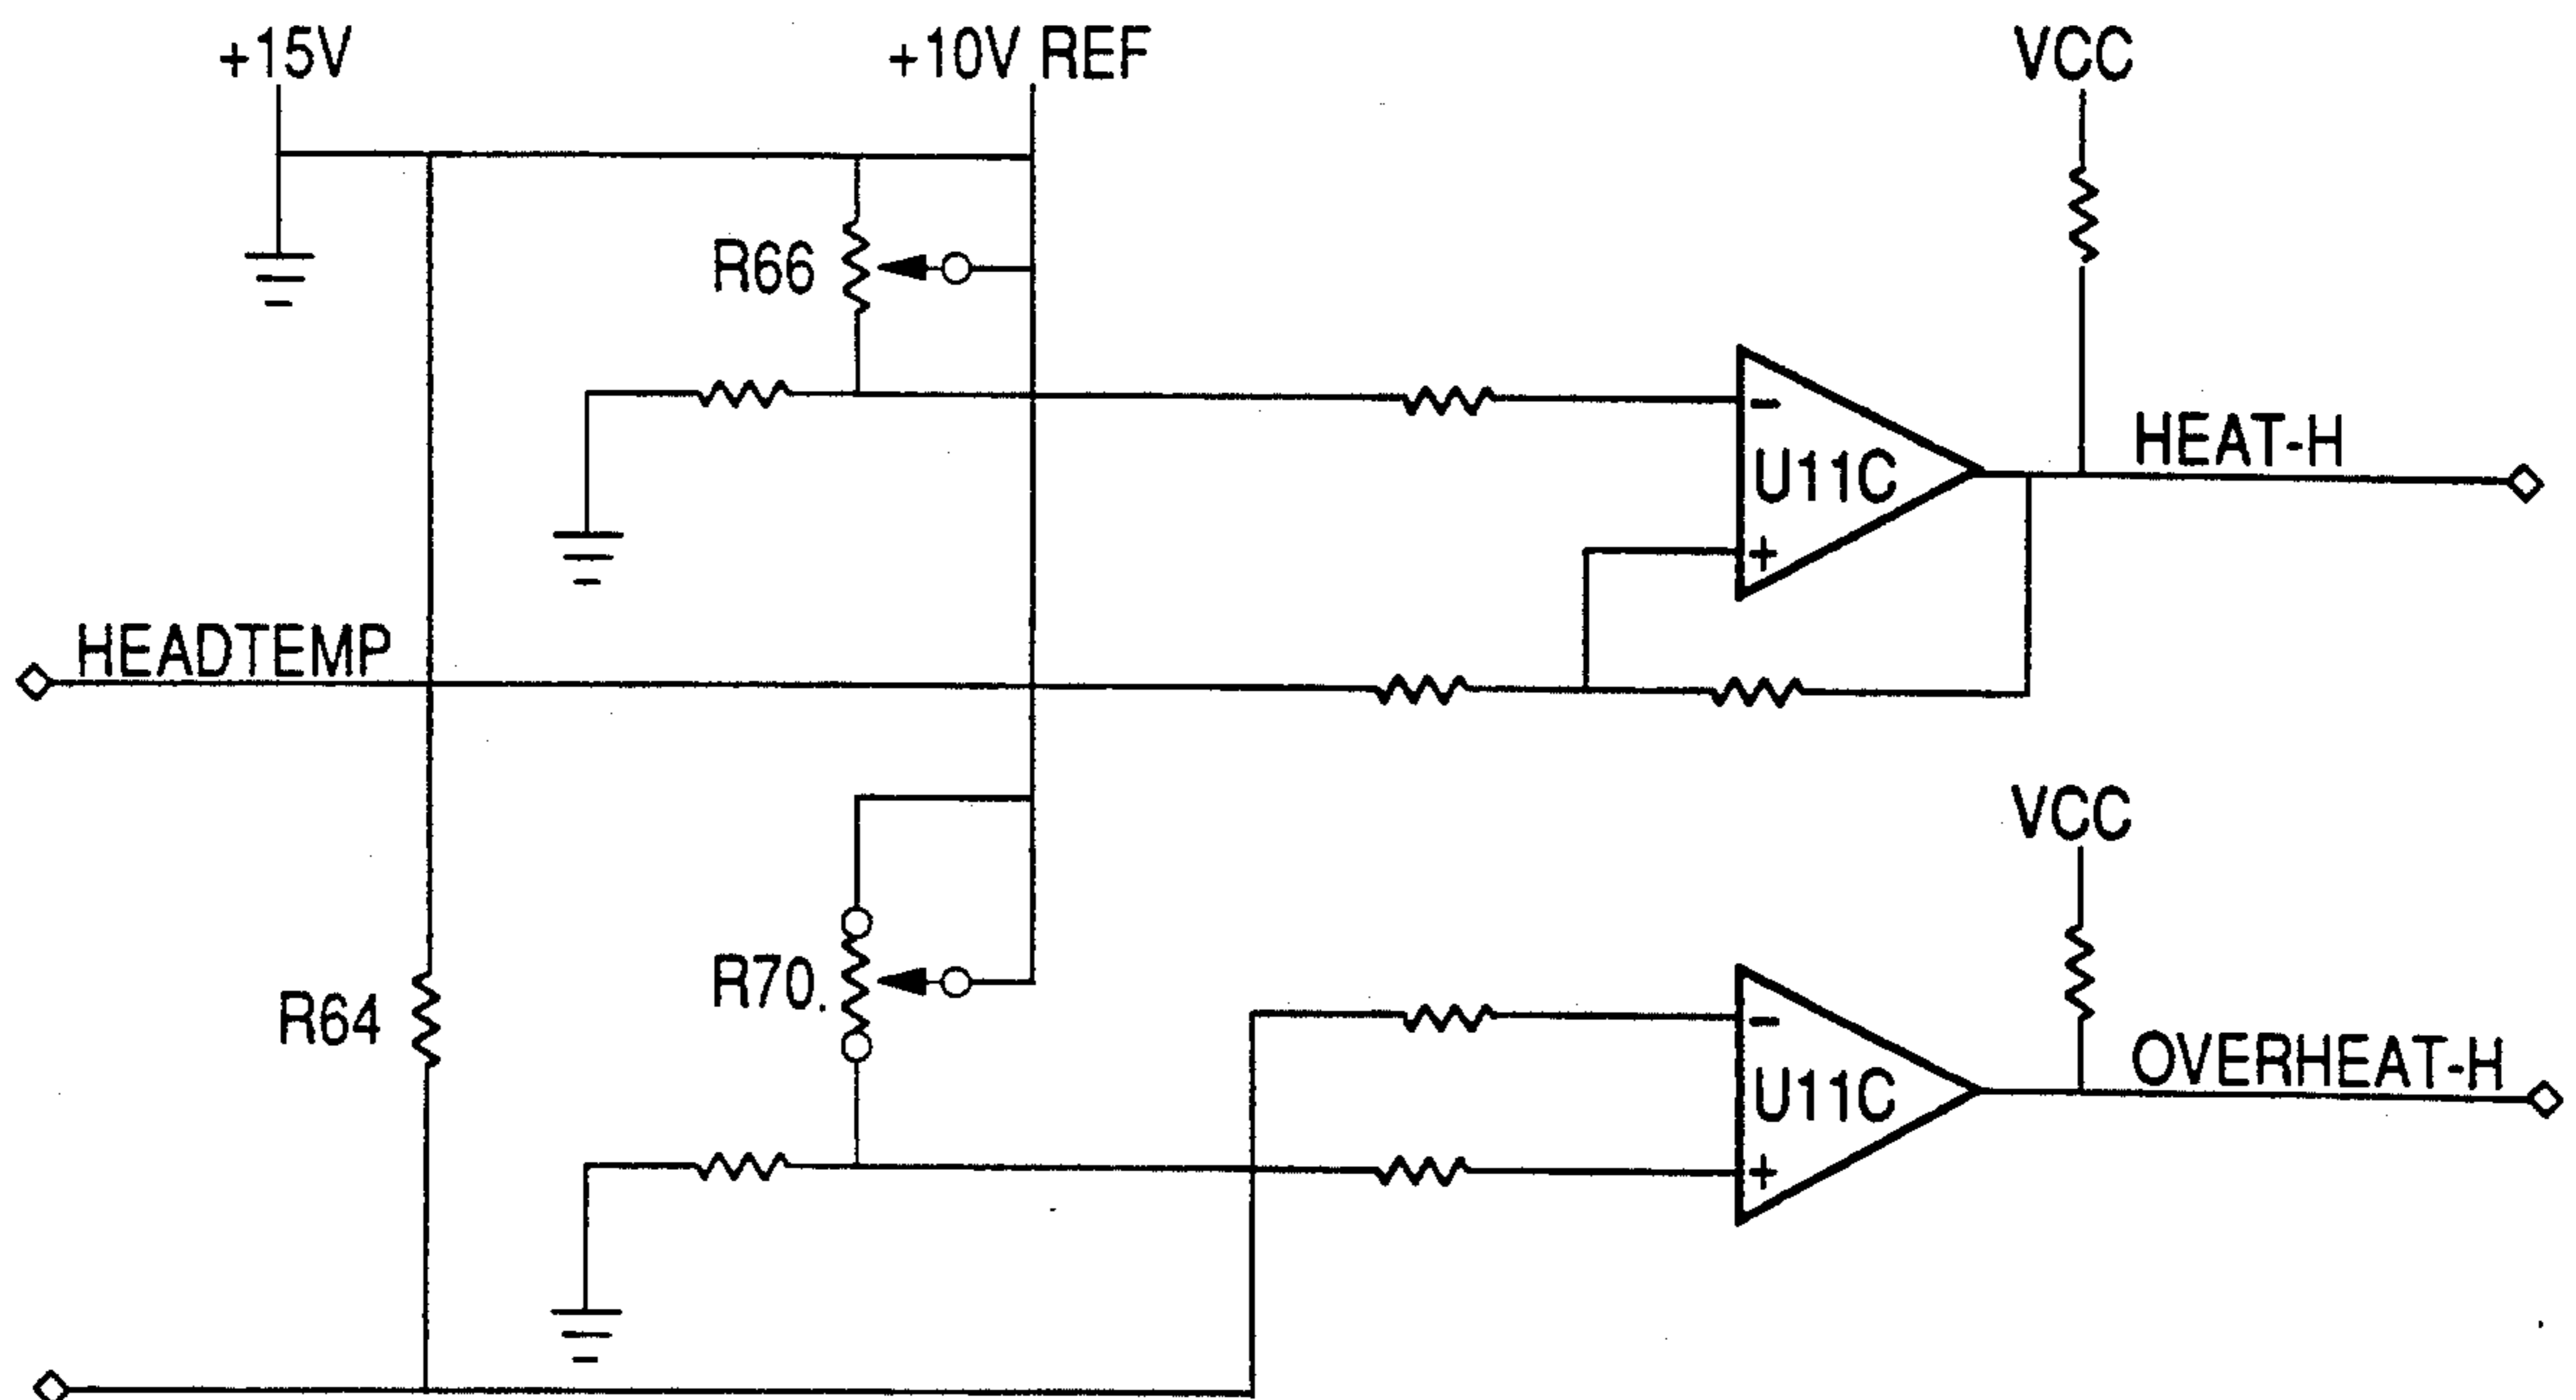 +15V
+10V REF
VCC
R66
-
U11C
+
HEAT-H
HEADTEMP
VCC
R70.
R64
-
U11C
+
OVERHEAT-H